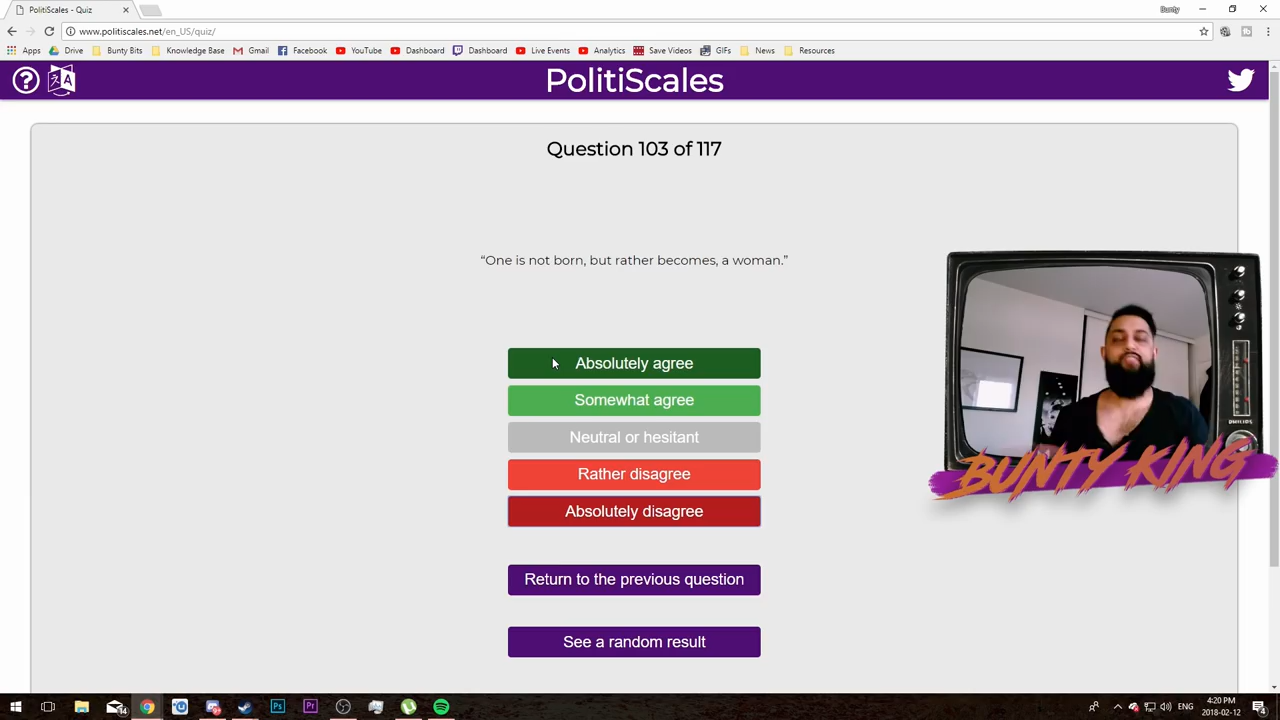 PolitiScales - Quiz
Bunty
www.politiscales.net/en_US/quiz/
Apps Drive Bunty Bits Knowledge Base Gmail Facebook YouTube Dashboard Dashboard Live Events Analytics Save Videos GIFs News Resources
PolitiScales
Question 103 of 117
“One is not born, but rather becomes, a woman.”
Absolutely agree
Somewhat agree
Neutral or hesitant
Rather disagree
Absolutely disagree
Return to the previous question
See a random result
PHILIPS
BUNTY KING
ENG
4:20 PM
2018-02-12